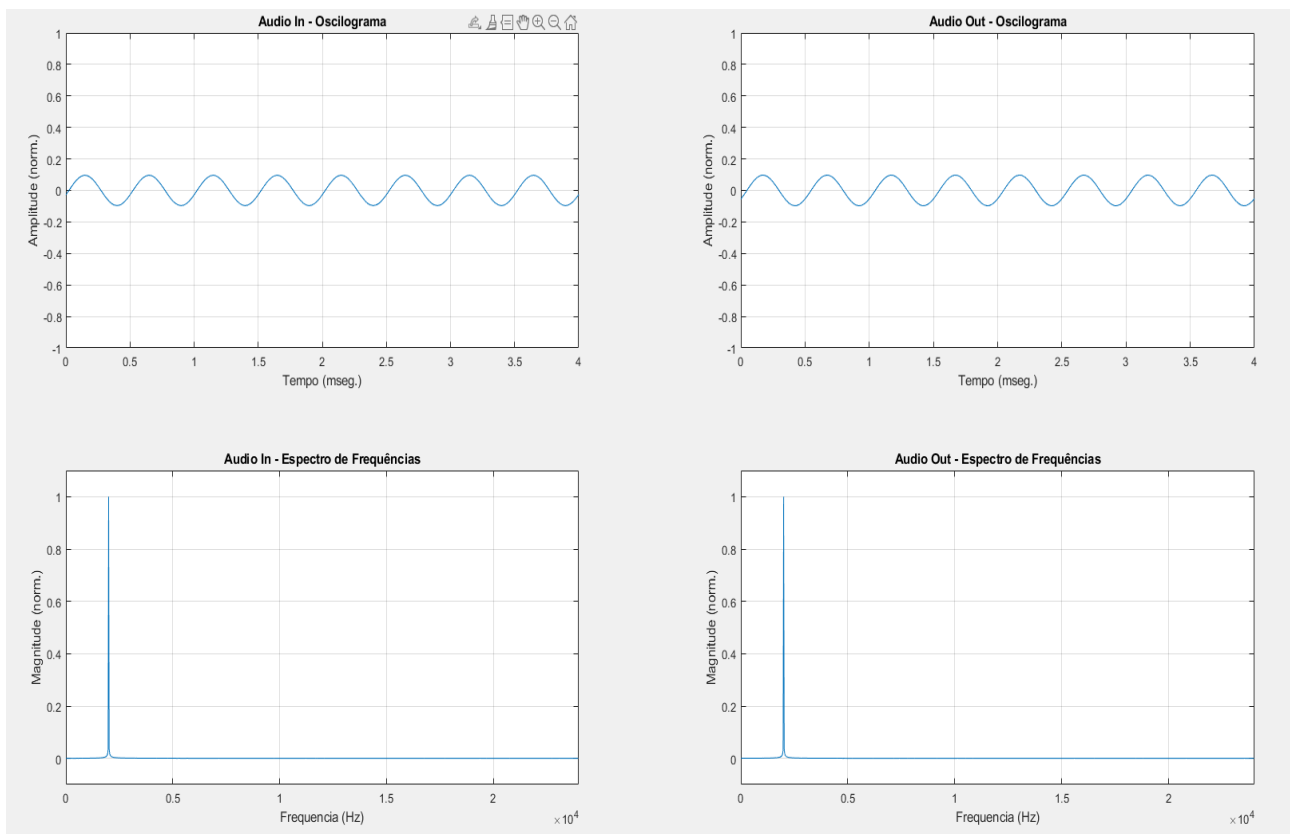 Audio In - Oscilograma
1
0.8
0.6
0.4
0.2
0
-0.2
-0.4
-0.6
-0.8
-1
Amplitude (norm.)
0 0.5 1 1.5 2 2.5 3 3.5 4
Tempo (mseg.)
Audio Out - Oscilograma
1
0.8
0.6
0.4
0.2
0
-0.2
-0.4
-0.6
-0.8
-1
Amplitude (norm.)
0 0.5 1 1.5 2 2.5 3 3.5 4
Tempo (mseg.)
Audio In - Espectro de Frequências
1
0.8
0.6
0.4
0.2
0
Magnitude (norm.)
0 0.5 1 1.5 2
Frequencia (Hz)
×10⁴
Audio Out - Espectro de Frequências
1
0.8
0.6
0.4
0.2
0
Magnitude (norm.)
0 0.5 1 1.5 2
Frequencia (Hz)
×10⁴